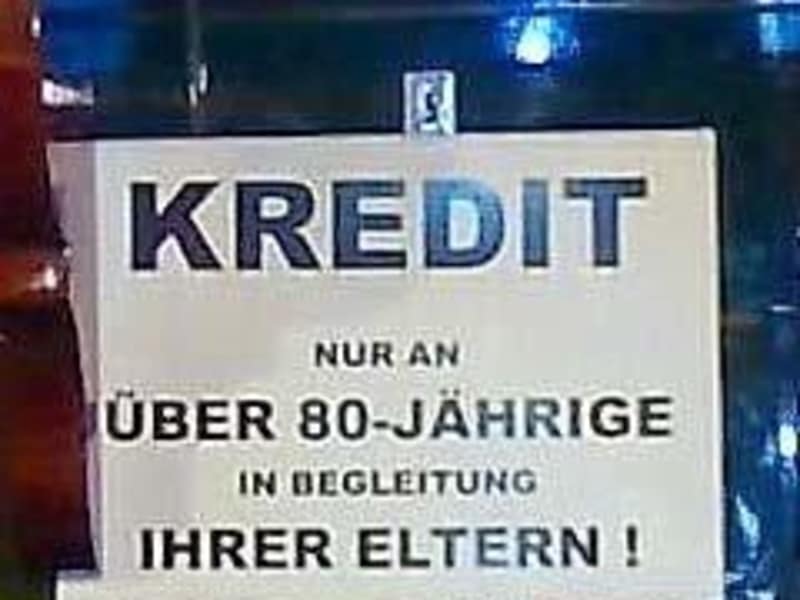 KREDIT
NUR AN
ÜBER 80-JÄHRIGE
IN BEGLEITUNG
IHRER ELTERN !